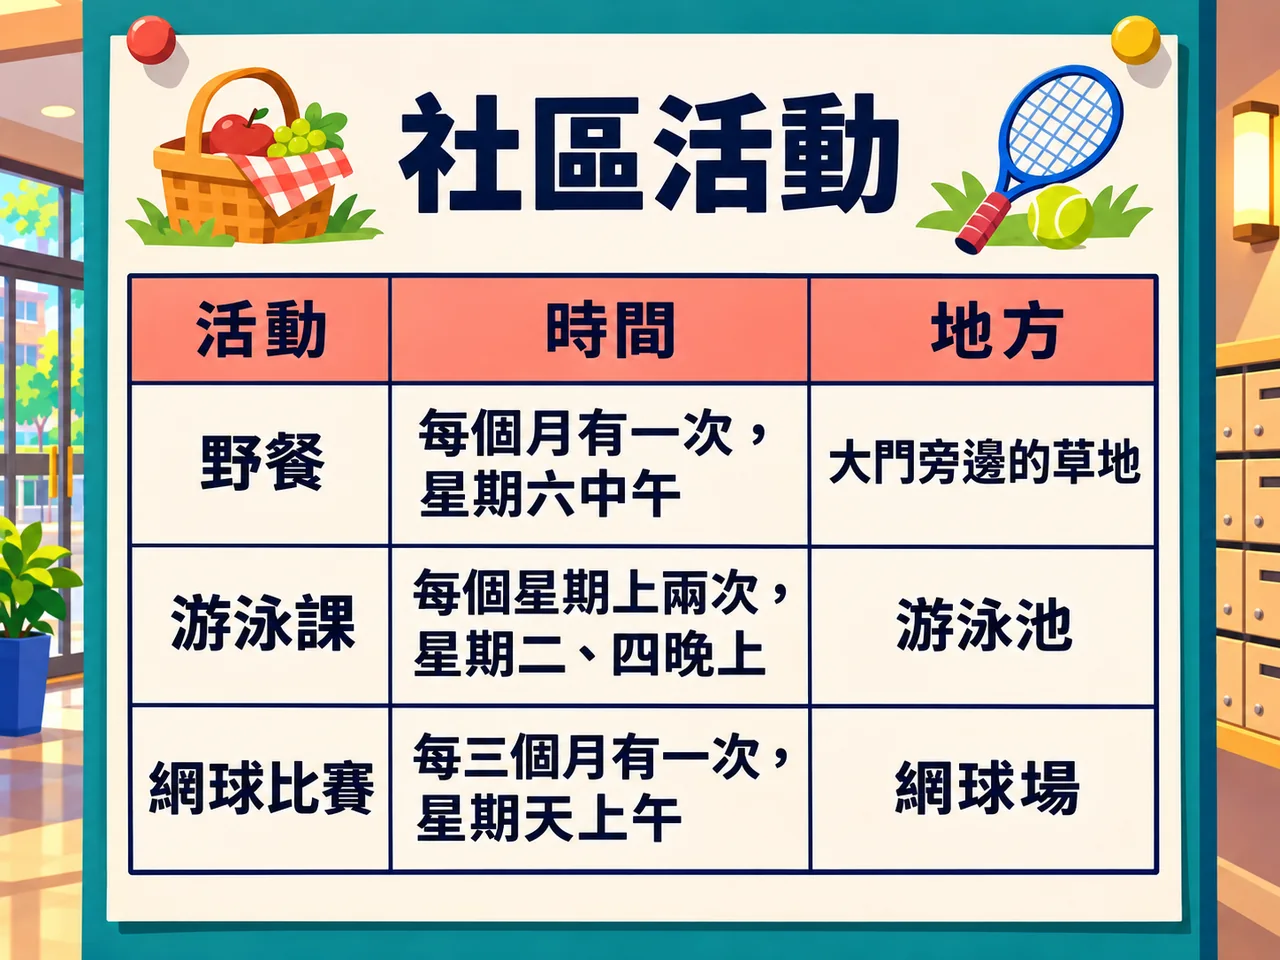 社區活動
活動 時間 地方
野餐 每個月有一次，
星期六中午 大門旁邊的草地
游泳課 每個星期上兩次，
星期二、四晚上 游泳池
網球比賽 每三個月有一次，
星期天上午 網球場